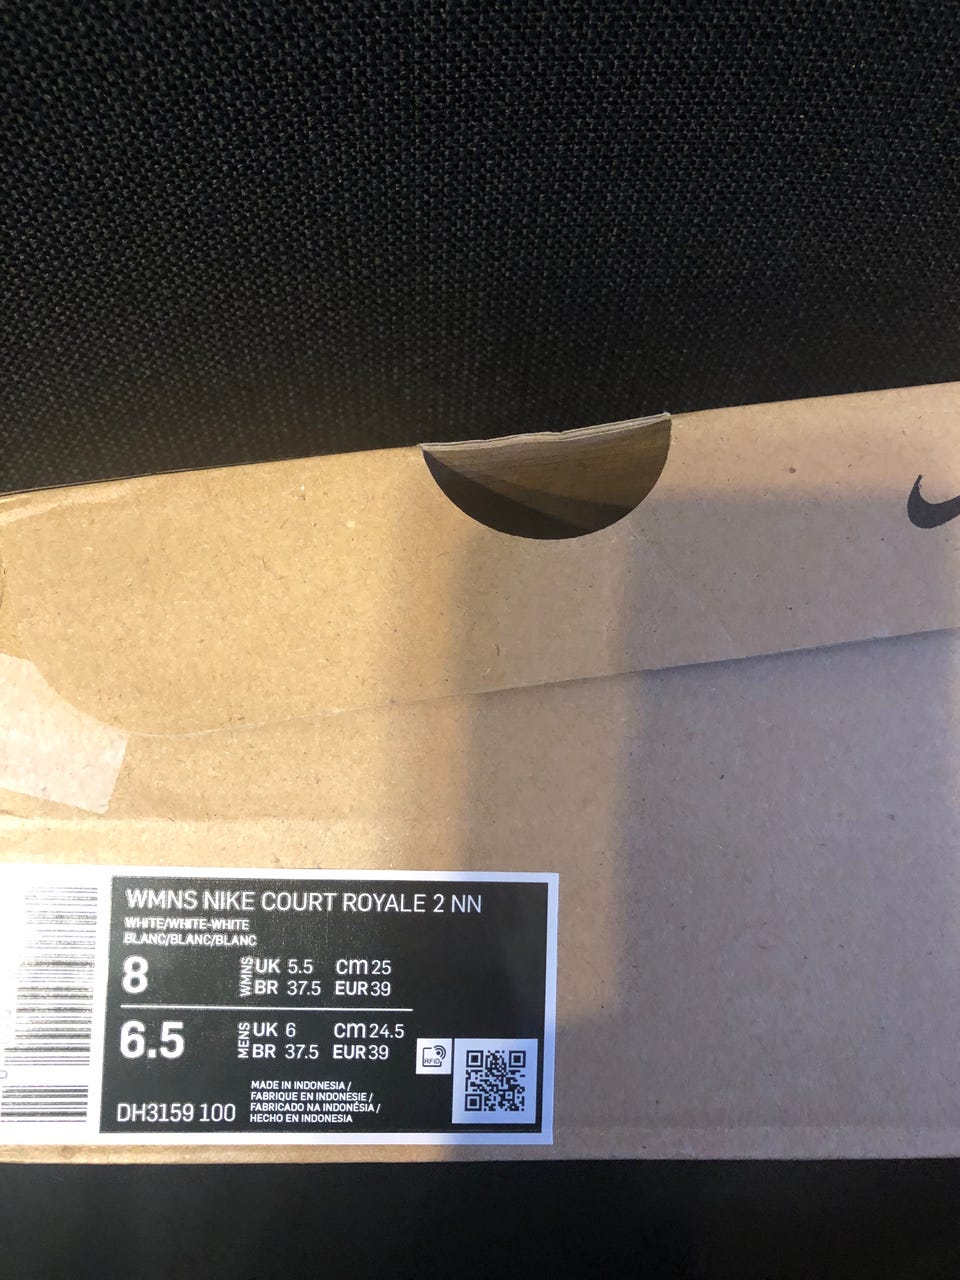 WMNS NIKE COURT ROYALE 2 NN
WHITE/WHITE-WHITE
BLANC/BLANC/BLANC
8 WMNS UK 5.5 CM 25
BR 37.5 EUR 39
6.5 MENS UK 6 CM 24.5
BR 37.5 EUR 39
RFID
MADE IN INDONESIA /
FABRIQUE EN INDONESIE /
FABRICADO NA INDONÉSIA /
HECHO EN INDONESIA
DH3159 100